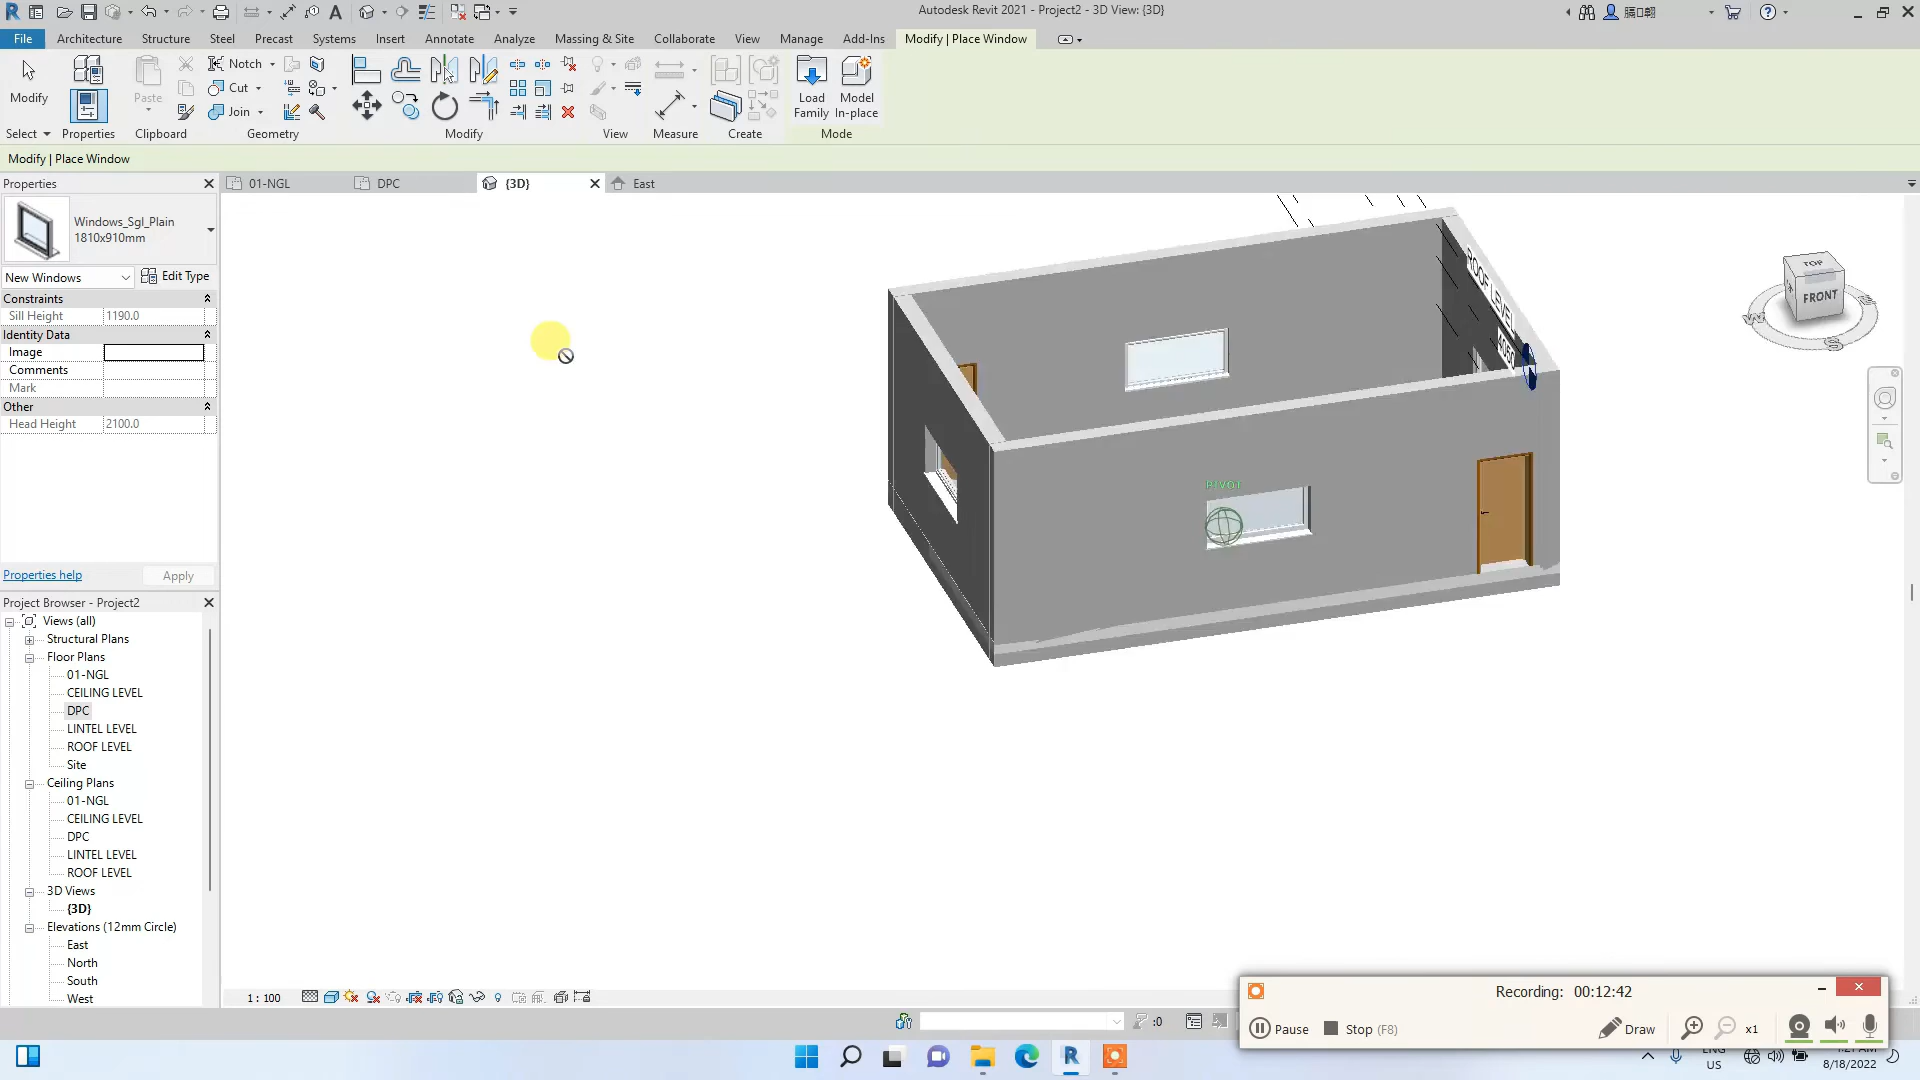 Autodesk Revit 2021 - Project2 - 3D View: {3D}
File Architecture Structure Steel Precast Systems Insert Annotate Analyze Massing & Site Collaborate View Manage Add-Ins Modify | Place Window
Modify
Select
Properties
Paste
Clipboard
Notch
Cut
Join
Geometry
Modify
View
Measure
Create
Load
Family
Model
In-place
Mode
Modify | Place Window
Properties
01-NGL
DPC
{3D}
East
Windows_Sgl_Plain
1810x910mm
New Windows
Edit Type
Constraints
Sill Height 1190.0
Identity Data
Image
Comments
Mark
Other
Head Height 2100.0
Properties help
Apply
Project Browser - Project2
Views (all)
Structural Plans
Floor Plans
01-NGL
CEILING LEVEL
DPC
LINTEL LEVEL
ROOF LEVEL
Site
Ceiling Plans
01-NGL
CEILING LEVEL
DPC
LINTEL LEVEL
ROOF LEVEL
3D Views
{3D}
Elevations (12mm Circle)
East
North
South
West
ROOF LEVEL
PIVOT
TOP
FRONT
W
S
1 : 100
:0
Recording: 00:12:42
Pause
Stop (F8)
Draw
x1
ENG
US
8/18/2022